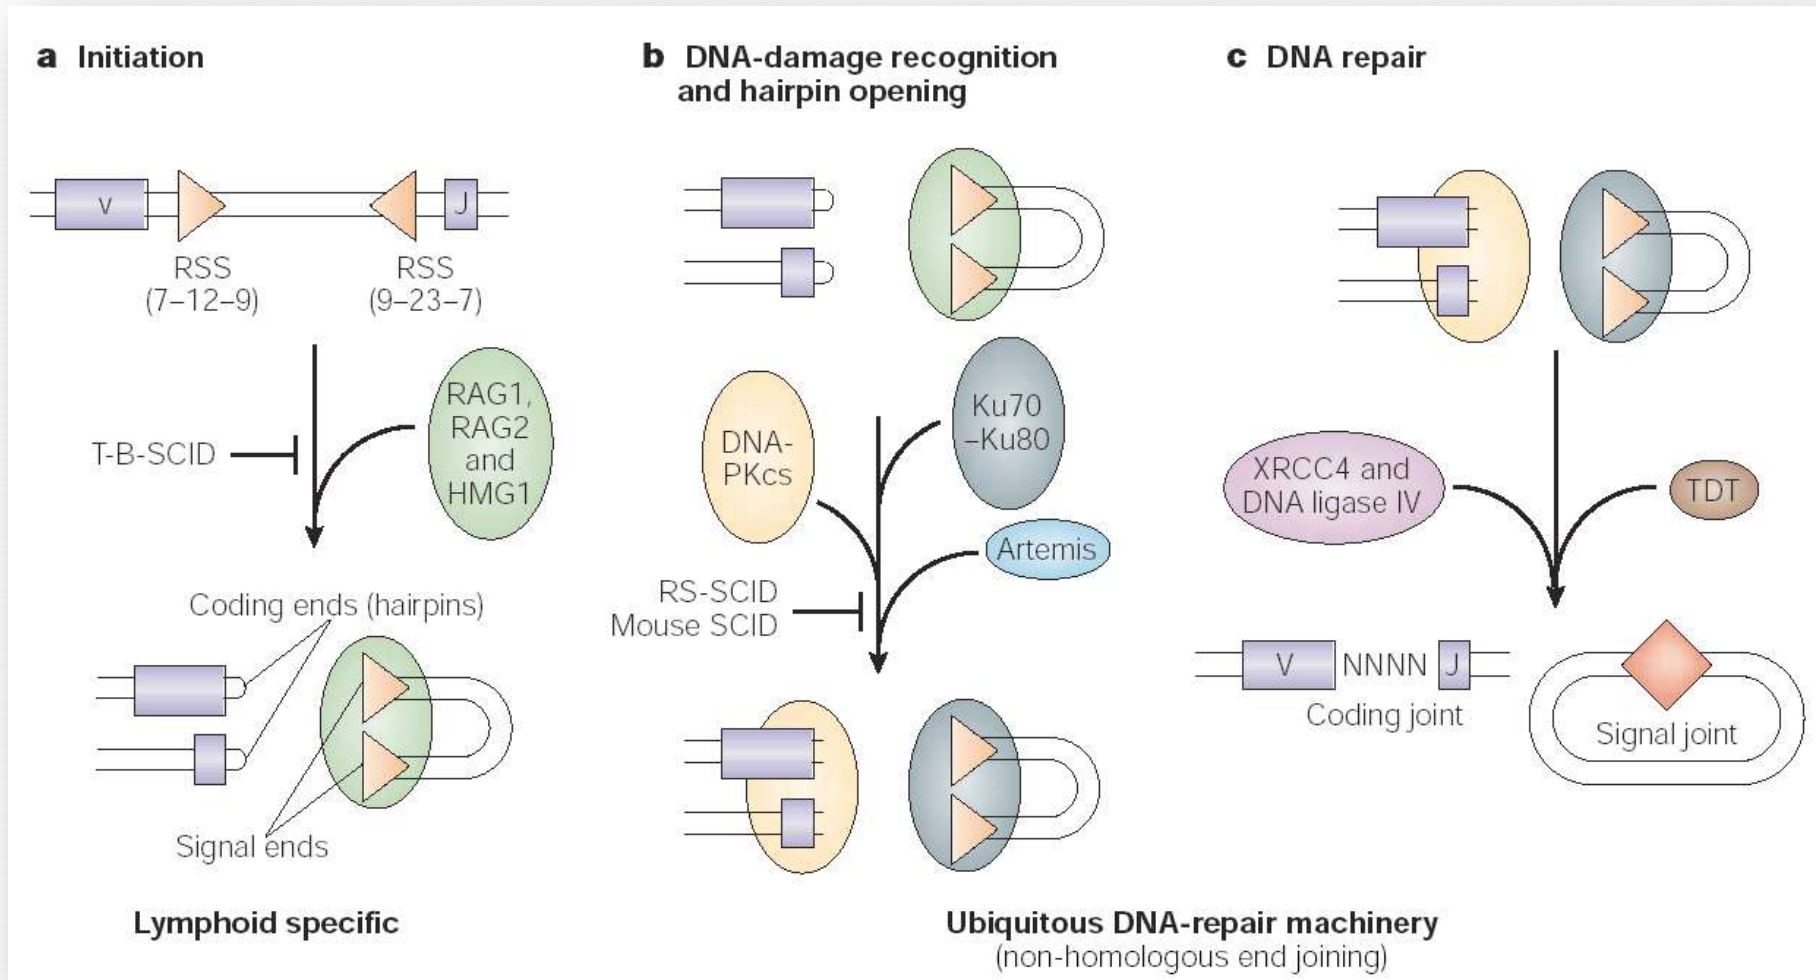 a Initiation
V
J
RSS
(7–12–9)
RSS
(9–23–7)
T-B-SCID
RAG1,
RAG2
and
HMG1
Coding ends (hairpins)
Signal ends
Lymphoid specific
b DNA-damage recognition
and hairpin opening
DNA-
PKcs
Ku70
–Ku80
Artemis
RS-SCID
Mouse SCID
c DNA repair
XRCC4 and
DNA ligase IV
TDT
V NNNN J
Coding joint
Signal joint
Ubiquitous DNA-repair machinery
(non-homologous end joining)